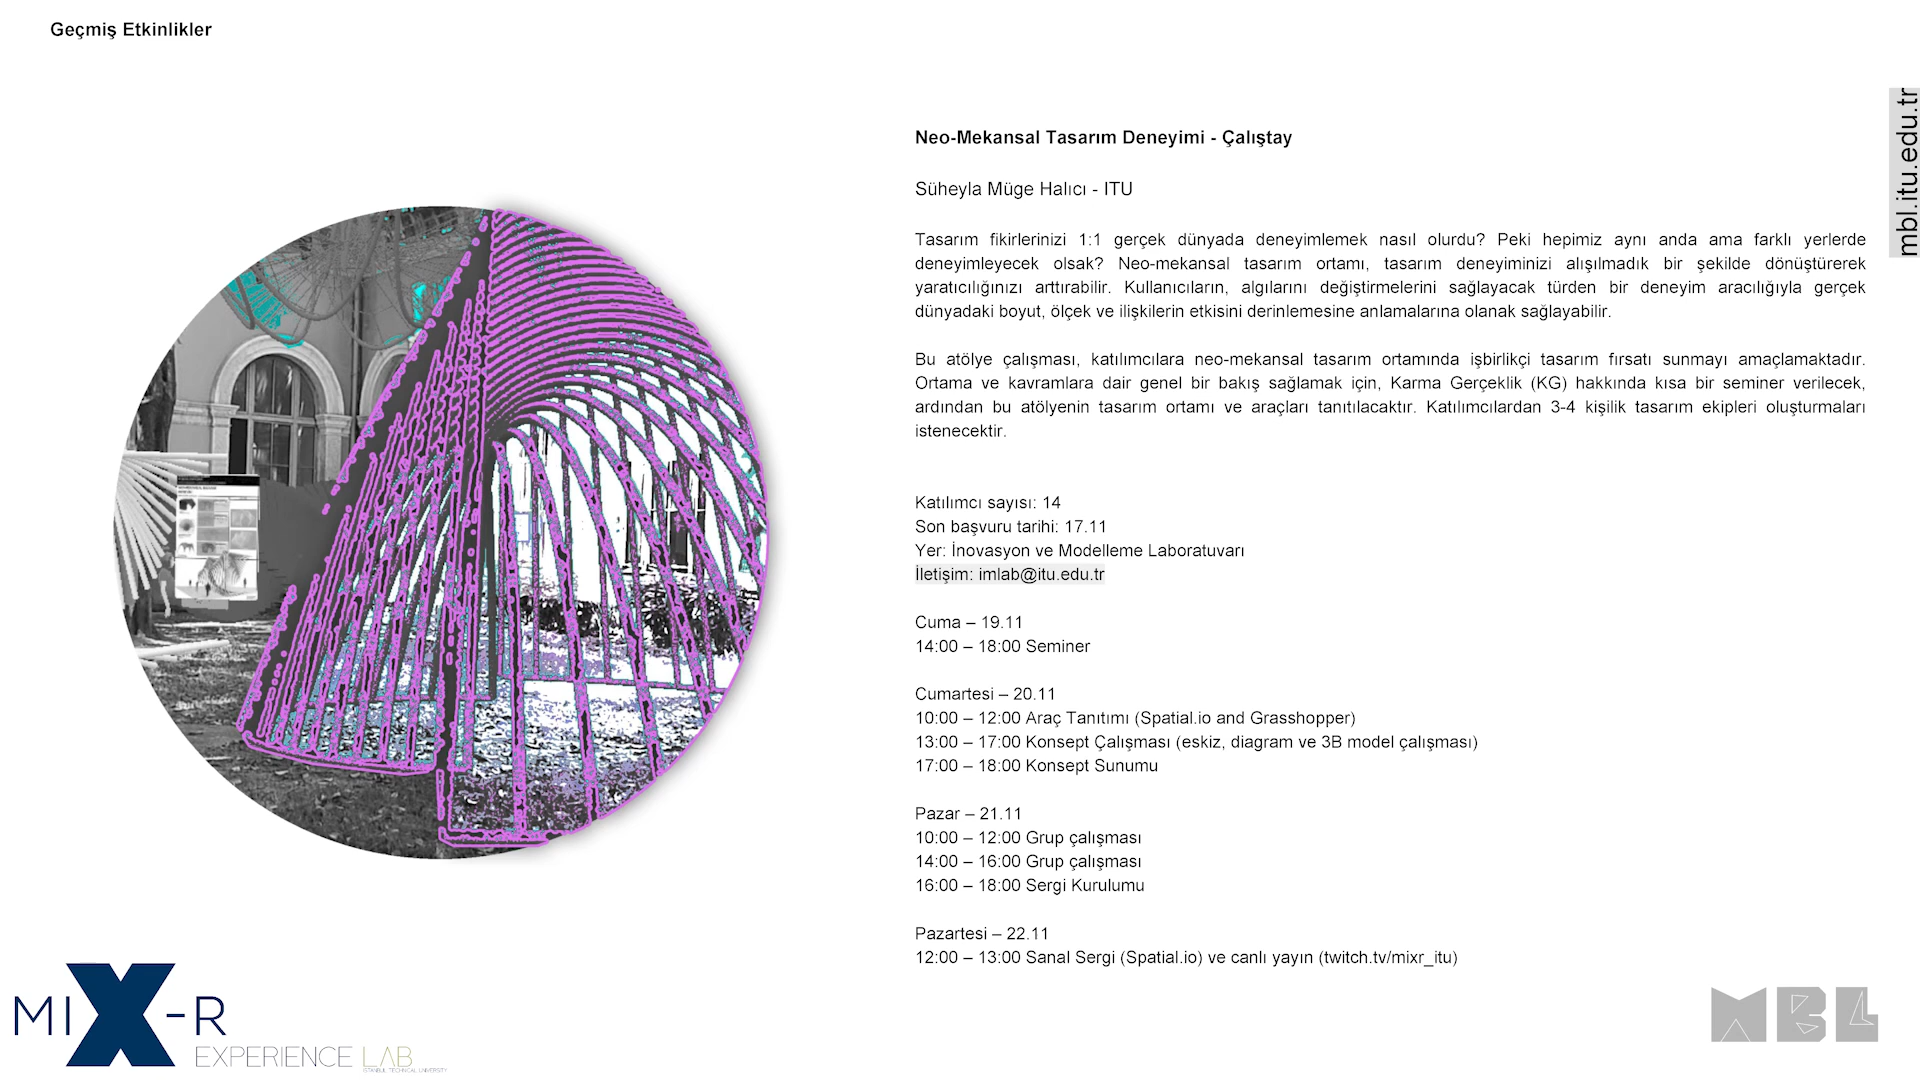 Geçmiş Etkinlikler
mbl.itu.edu.tr
Neo-Mekansal Tasarım Deneyimi - Çalıştay
Süheyla Müge Halıcı - ITU
Tasarım fikirlerinizi 1:1 gerçek dünyada deneyimlemek nasıl olurdu? Peki hepimiz aynı anda ama farklı yerlerde
deneyimleyecek olsak? Neo-mekansal tasarım ortamı, tasarım deneyiminizi alışılmadık bir şekilde dönüştürerek
yaratıcılığınızı arttırabilir. Kullanıcıların, algılarını değiştirmelerini sağlayacak türden bir deneyim aracılığıyla gerçek
dünyadaki boyut, ölçek ve ilişkilerin etkisini derinlemesine anlamalarına olanak sağlayabilir.
Bu atölye çalışması, katılımcılara neo-mekansal tasarım ortamında işbirlikçi tasarım fırsatı sunmayı amaçlamaktadır.
Ortama ve kavramlara dair genel bir bakış sağlamak için, Karma Gerçeklik (KG) hakkında kısa bir seminer verilecek,
ardından bu atölyenin tasarım ortamı ve araçları tanıtılacaktır. Katılımcılardan 3-4 kişilik tasarım ekipleri oluşturmaları
istenecektir.
Katılımcı sayısı: 14
Son başvuru tarihi: 17.11
Yer: İnovasyon ve Modelleme Laboratuvarı
İletişim: imlab@itu.edu.tr
Cuma – 19.11
14:00 – 18:00 Seminer
Cumartesi – 20.11
10:00 – 12:00 Araç Tanıtımı (Spatial.io and Grasshopper)
13:00 – 17:00 Konsept Çalışması (eskiz, diagram ve 3B model çalışması)
17:00 – 18:00 Konsept Sunumu
Pazar – 21.11
10:00 – 12:00 Grup çalışması
14:00 – 16:00 Grup çalışması
16:00 – 18:00 Sergi Kurulumu
Pazartesi – 22.11
12:00 – 13:00 Sanal Sergi (Spatial.io) ve canlı yayın (twitch.tv/mixr_itu)
MIX-R
EXPERIENCE LAB
ISTANBUL TECHNICAL UNIVERSITY
MBL